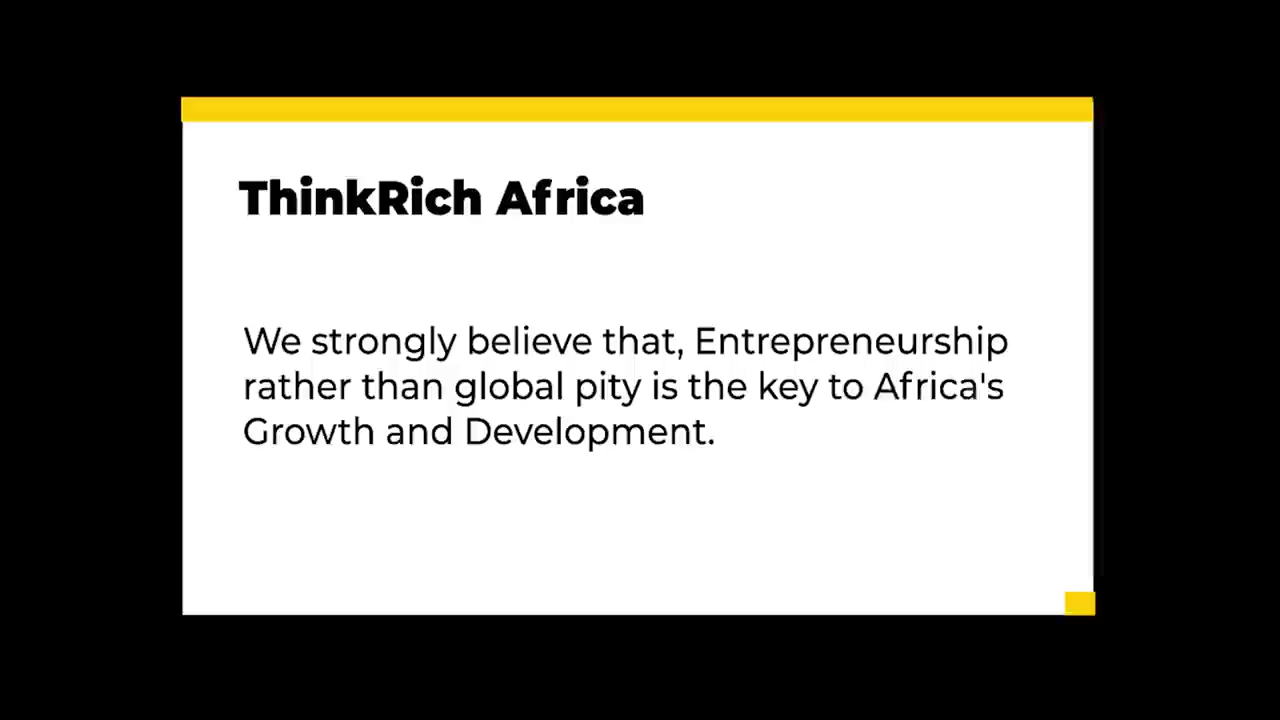 ThinkRich Africa
We strongly believe that, Entrepreneurship
rather than global pity is the key to Africa's
Growth and Development.